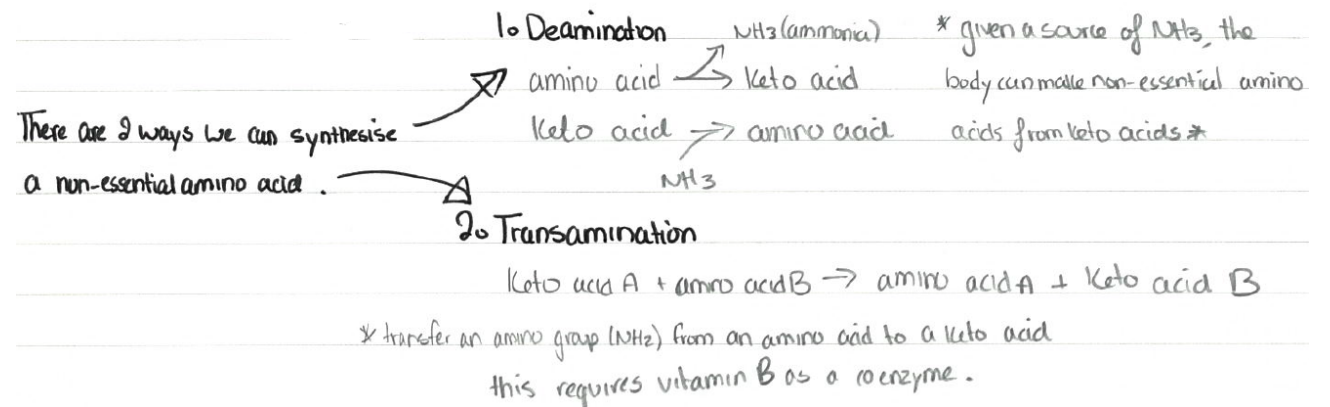 1. Deamination
NH3 (ammonia)
amino acid → Keto acid
Keto acid → amino acid
NH3
* given a source of NH3, the
body can make non-essential amino
acids from keto acids *
There are 2 ways we can synthesise
a non-essential amino acid.
2. Transamination
Keto acid A + amino acid B → amino acid A + Keto acid B
* transfer an amino group (NH2) from an amino acid to a keto acid
this requires vitamin B as a coenzyme.